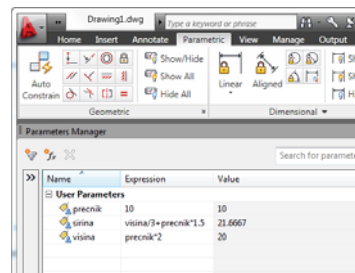 Drawing1.dwg
Type a keyword or phrase
Home Insert Annotate Parametric View Manage Output
Auto Constrain
Show/Hide
Show All
Hide All
Linear
Aligned
Geometric
Dimensional
Parameters Manager
Search for paramete
Name Expression Value
User Parameters
precnik 10 10
sirina visina/3+precnik*1.5 21.6667
visina precnik*2 20